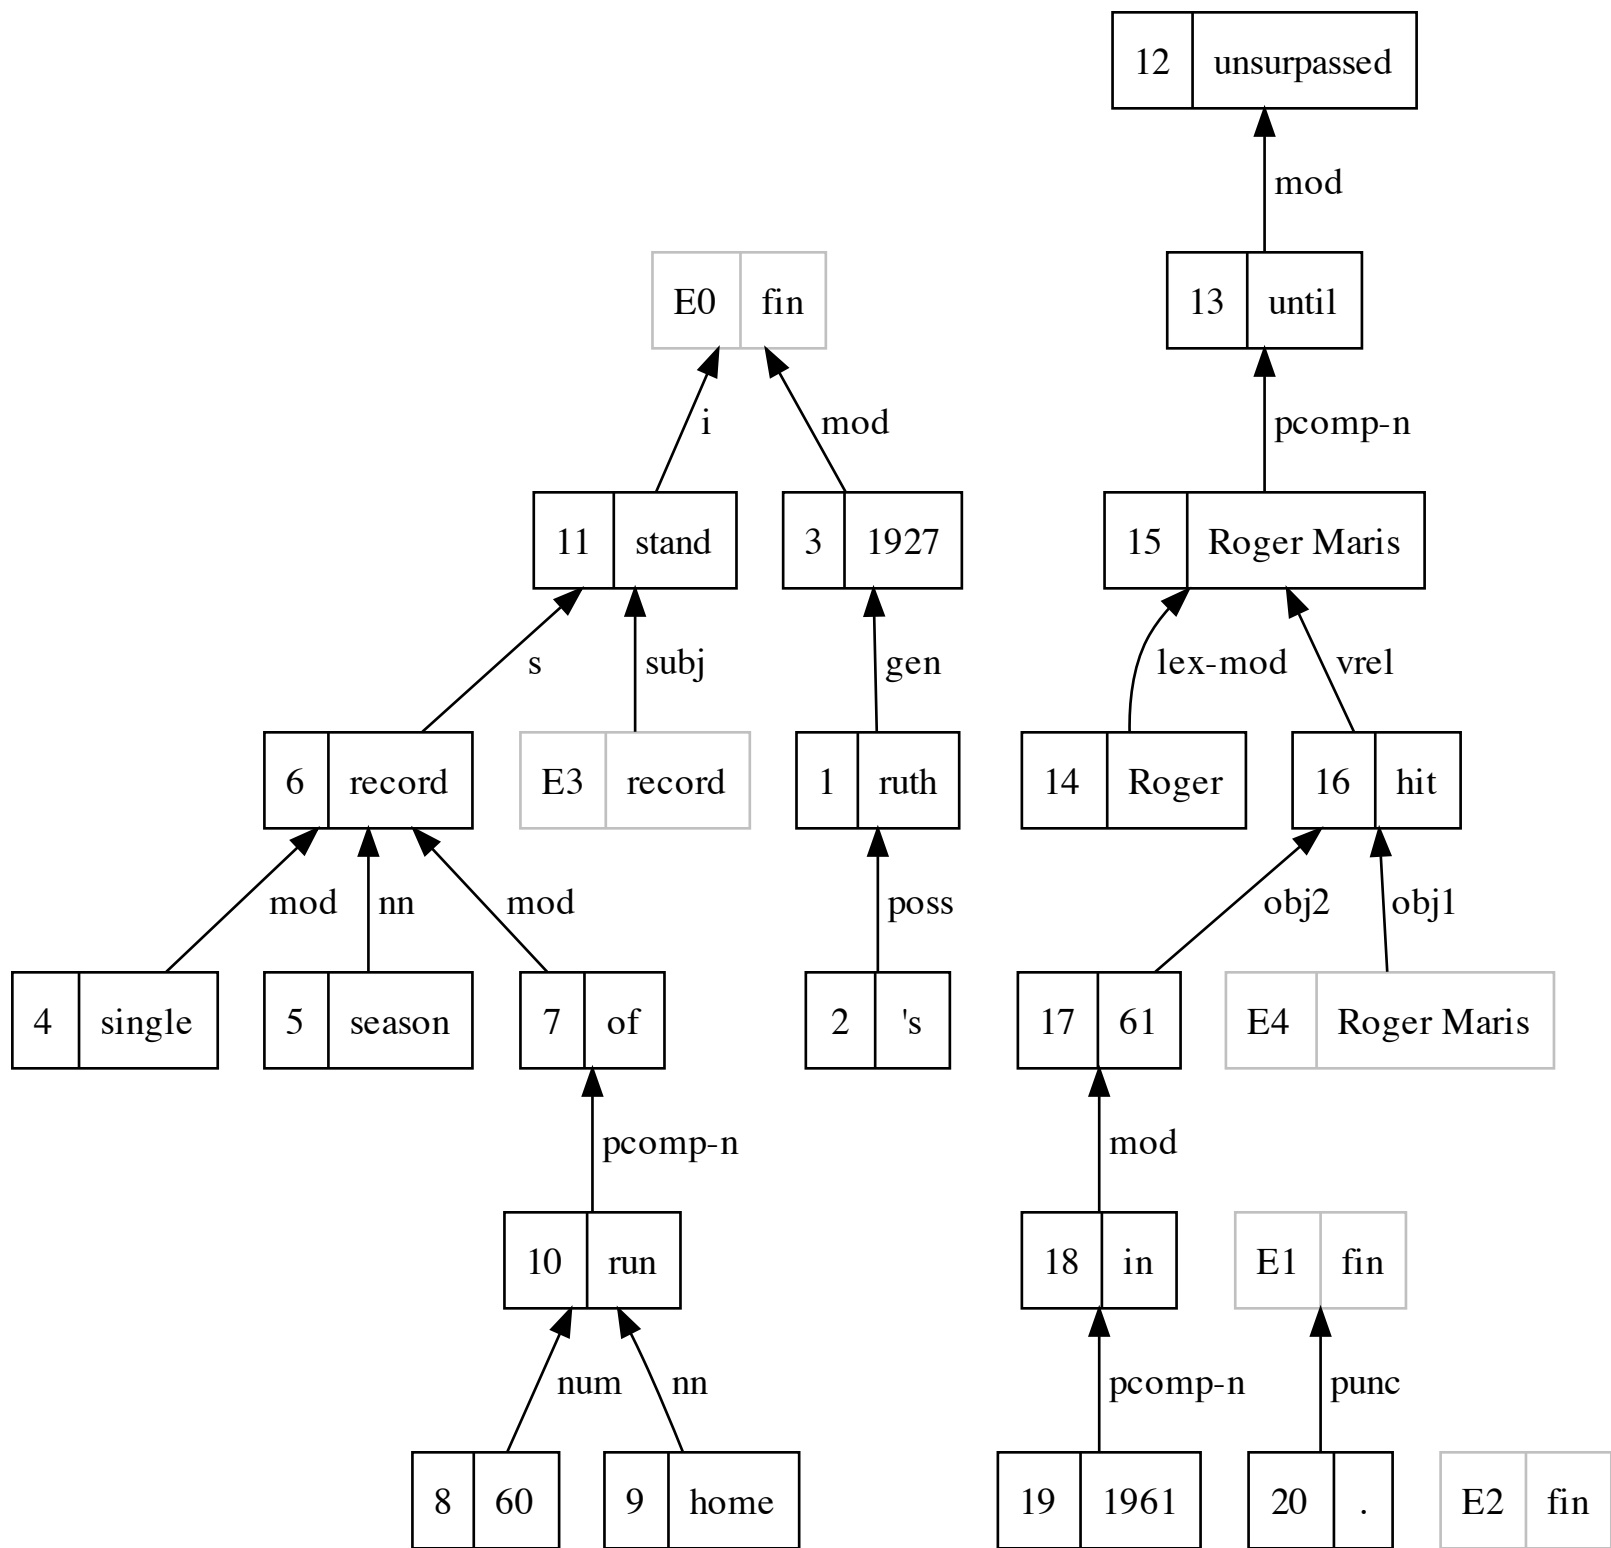 12 unsurpassed
mod
E0 fin 13 until
i mod pcomp-n
11 stand 3 1927 15 Roger Maris
s subj gen lex-mod vrel
6 record E3 record 1 ruth 14 Roger 16 hit
mod nn mod poss obj2 obj1
4 single 5 season 7 of 2 's 17 61 E4 Roger Maris
pcomp-n mod
10 run 18 in E1 fin
num nn pcomp-n punc
8 60 9 home 19 1961 20 . E2 fin